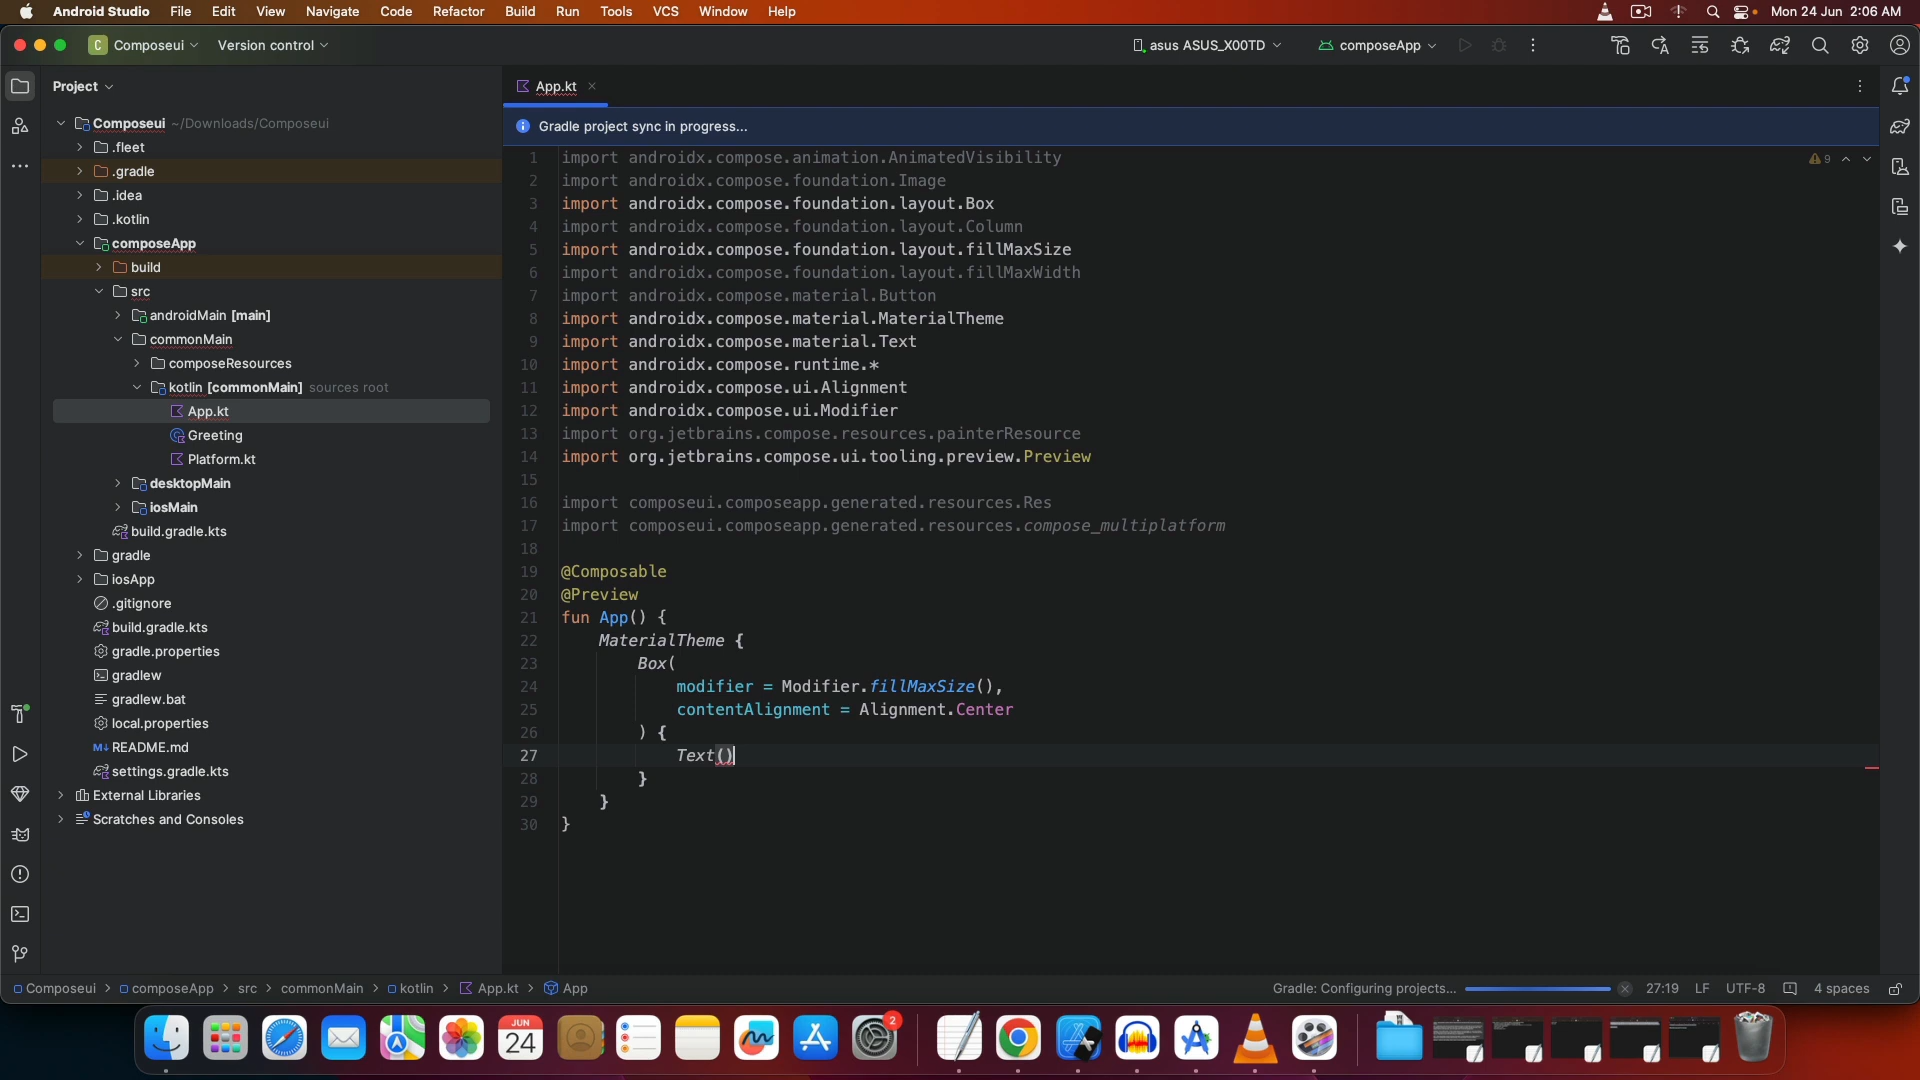 Android Studio File Edit View Navigate Code Refactor Build Run Tools VCS Window Help Mon 24 Jun 2:06 AM
C Composeui Version control asus ASUS_X00TD composeApp
Project
App.kt
Composeui ~/Downloads/Composeui
Gradle project sync in progress...
.fleet
.gradle
.idea
.kotlin
composeApp
build
src
androidMain [main]
commonMain
composeResources
kotlin [commonMain] sources root
App.kt
Greeting
Platform.kt
desktopMain
iosMain
build.gradle.kts
gradle
iosApp
.gitignore
build.gradle.kts
gradle.properties
gradlew
gradlew.bat
local.properties
M↓ README.md
settings.gradle.kts
External Libraries
Scratches and Consoles
9
1 import androidx.compose.animation.AnimatedVisibility
2 import androidx.compose.foundation.Image
3 import androidx.compose.foundation.layout.Box
4 import androidx.compose.foundation.layout.Column
5 import androidx.compose.foundation.layout.fillMaxSize
6 import androidx.compose.foundation.layout.fillMaxWidth
7 import androidx.compose.material.Button
8 import androidx.compose.material.MaterialTheme
9 import androidx.compose.material.Text
10 import androidx.compose.runtime.*
11 import androidx.compose.ui.Alignment
12 import androidx.compose.ui.Modifier
13 import org.jetbrains.compose.resources.painterResource
14 import org.jetbrains.compose.ui.tooling.preview.Preview
15
16 import composeui.composeapp.generated.resources.Res
17 import composeui.composeapp.generated.resources.compose_multiplatform
18
19 @Composable
20 @Preview
21 fun App() {
22 MaterialTheme {
23 Box(
24 modifier = Modifier.fillMaxSize(),
25 contentAlignment = Alignment.Center
26 ) {
27 Text()
28 }
29 }
30 }
Composeui > composeApp > src > commonMain > kotlin > App.kt > App
Gradle: Configuring projects... 27:19 LF UTF-8 4 spaces
JUN
24
2